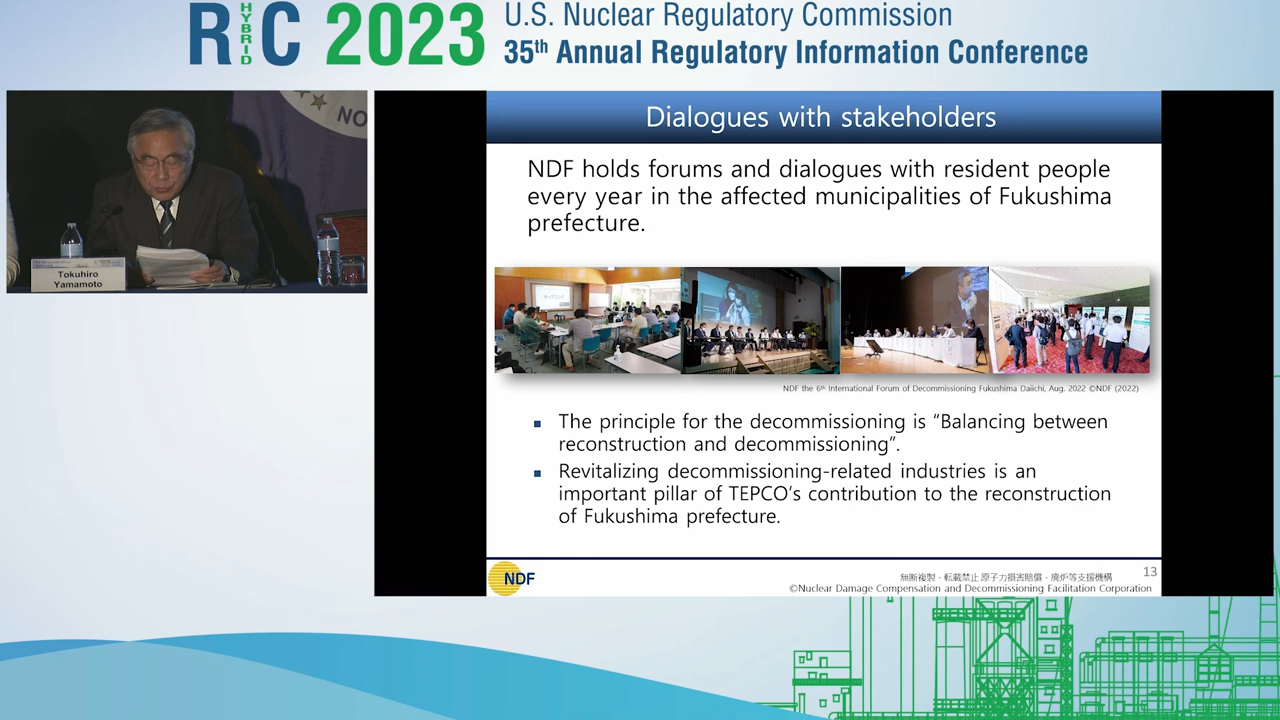 RIC 2023
HYBRID
U.S. Nuclear Regulatory Commission
35th Annual Regulatory Information Conference
NO
Tokuhiro
Yamamoto
Dialogues with stakeholders
NDF holds forums and dialogues with resident people
every year in the affected municipalities of Fukushima
prefecture.
NDF the 6th International Forum of Decommissioning Fukushima Daiichi, Aug. 2022 ©NDF (2022)
▪ The principle for the decommissioning is “Balancing between
reconstruction and decommissioning”.
▪ Revitalizing decommissioning-related industries is an
important pillar of TEPCO’s contribution to the reconstruction
of Fukushima prefecture.
NDF
無断複製・転載禁止 原子力損害賠償・廃炉等支援機構
©Nuclear Damage Compensation and Decommissioning Facilitation Corporation
13